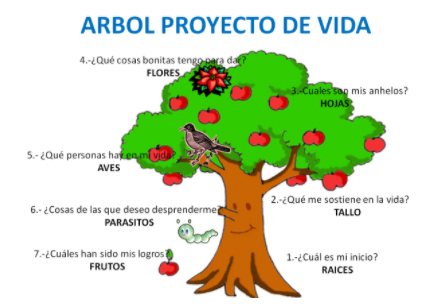 ARBOL PROYECTO DE VIDA
4.-¿Qué cosas bonitas tengo para dar?
FLORES
3.-Cuales son mis anhelos?
HOJAS
5.- ¿Qué personas hay en mi vida?
AVES
2.-¿Qué me sostiene en la vida?
TALLO
6.- ¿Cosas de las que deseo desprenderme?
PARASITOS
7.-¿Cuáles han sido mis logros?
FRUTOS
1.-¿Cuál es mi inicio?
RAICES